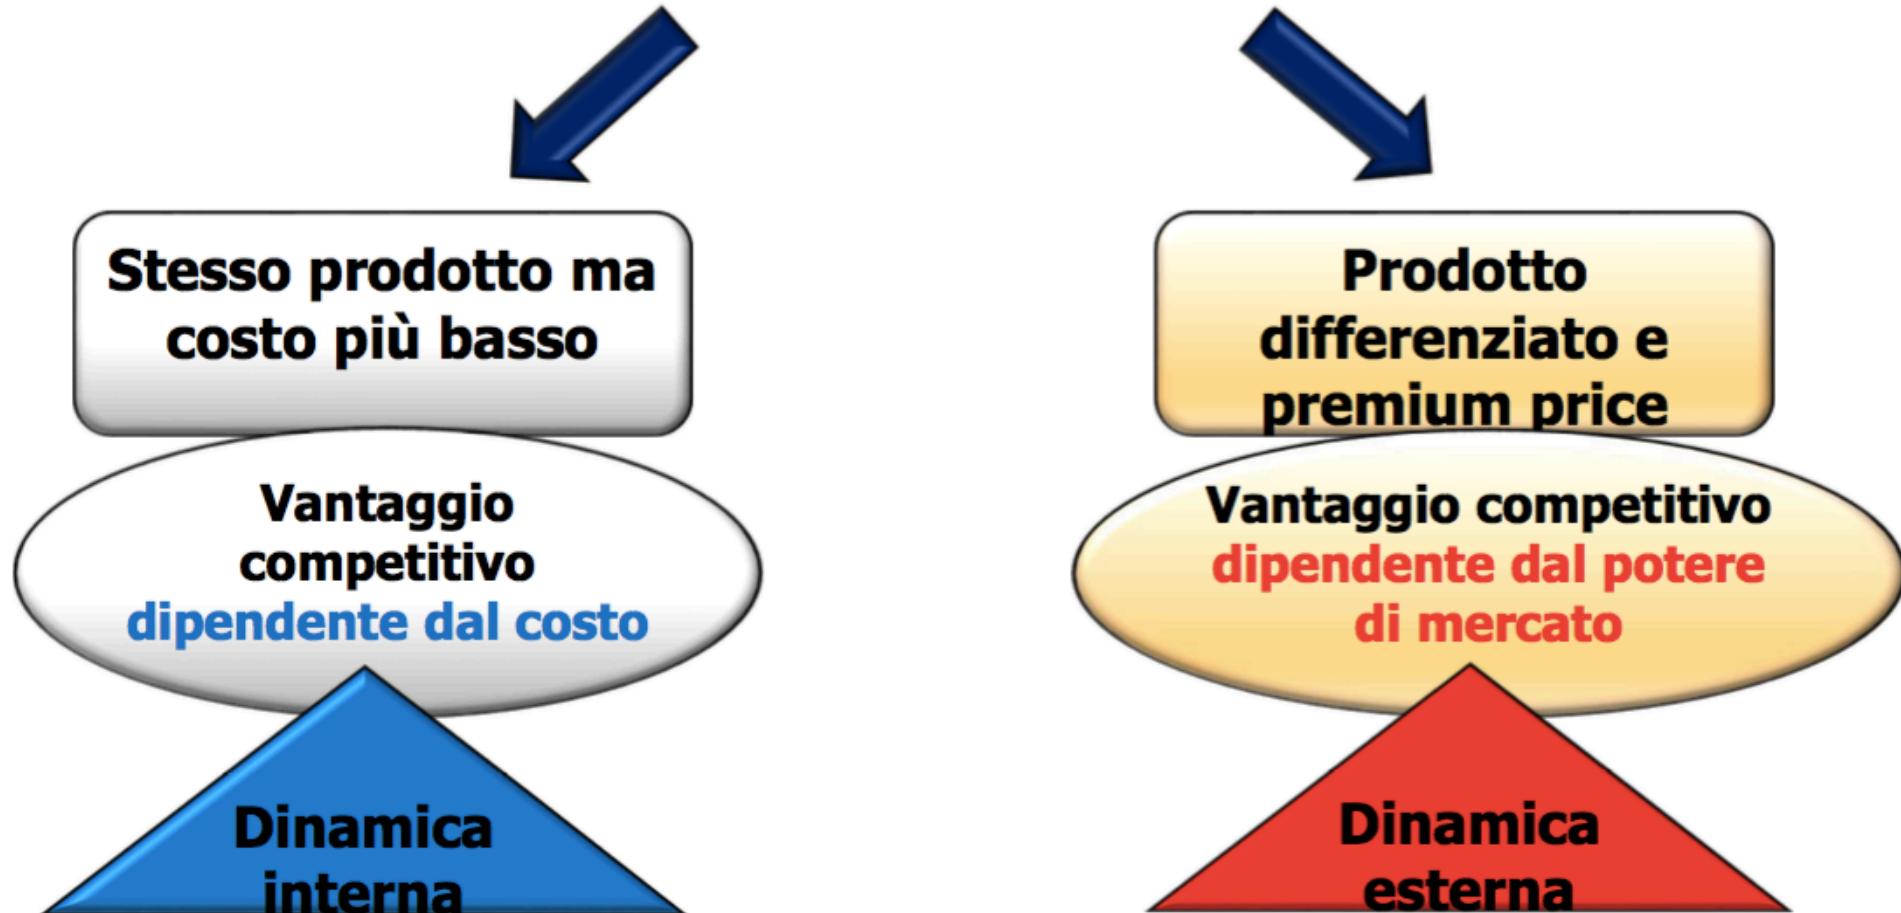 Stesso prodotto ma
costo più basso
Vantaggio
competitivo
dipendente dal costo
Dinamica
interna
Prodotto
differenziato e
premium price
Vantaggio competitivo
dipendente dal potere
di mercato
Dinamica
esterna